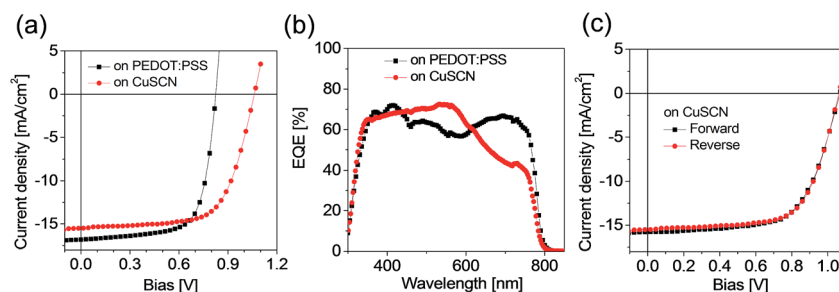 (a)
on PEDOT:PSS
on CuSCN
5
0
-5
-10
-15
0.0 0.3 0.6 0.9 1.2
Bias [V]
Current density [mA/cm²]
(b)
on PEDOT:PSS
on CuSCN
100
80
60
40
20
0
400 600 800
Wavelength [nm]
EQE [%]
(c)
on CuSCN
Forward
Reverse
5
0
-5
-10
-15
0.0 0.2 0.4 0.6 0.8 1.0
Bias [V]
Current density [mA/cm²]